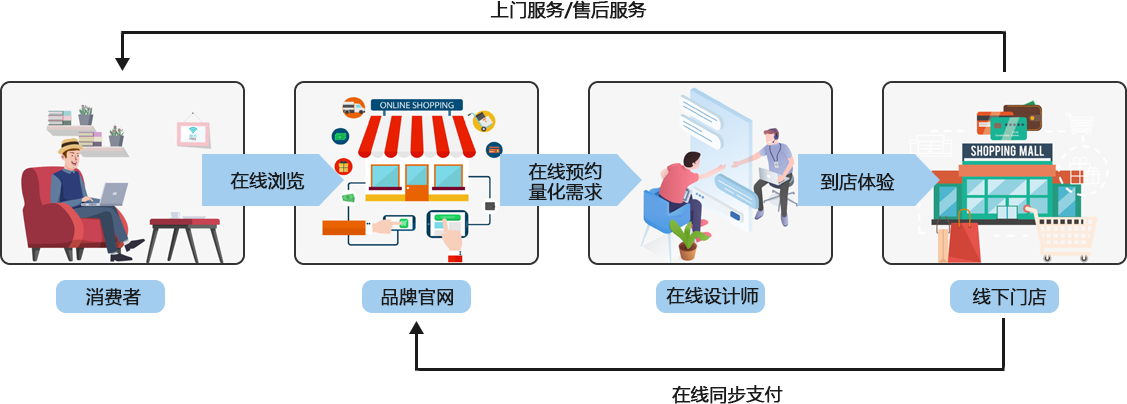 上门服务/售后服务
ONLINE SHOPPING
SHOPPING MALL
在线浏览
在线预约
量化需求
到店体验
消费者
品牌官网
在线设计师
线下门店
在线同步支付